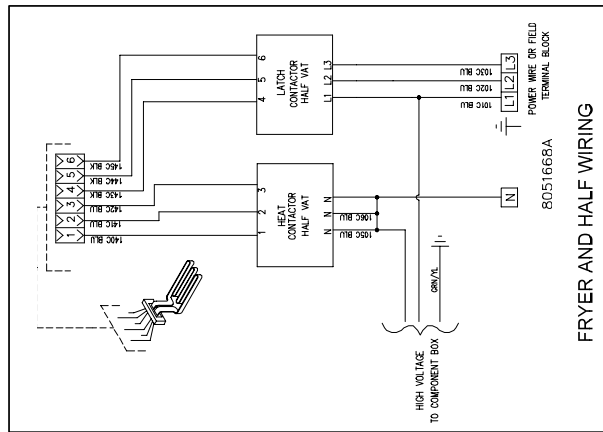 6
5
4
3
2
1
145C BLK
144C BLK
143C BLK
142C BLU
141C BLU
140C BLU
6
5
4
LATCH
CONTACTOR
HALF VAT
L3
L2
L1
3
2
1
HEAT
CONTACTOR
HALF VAT
N
N
N
103C BLU
102C BLU
101C BLU
106C BLU
105C BLU
L1
L2
L3
POWER WIRE OR FIELD
TERMINAL BLOCK
N
8051668A
GRN/YL
HIGH VOLTAGE
TO COMPONENT BOX
FRYER AND HALF WIRING